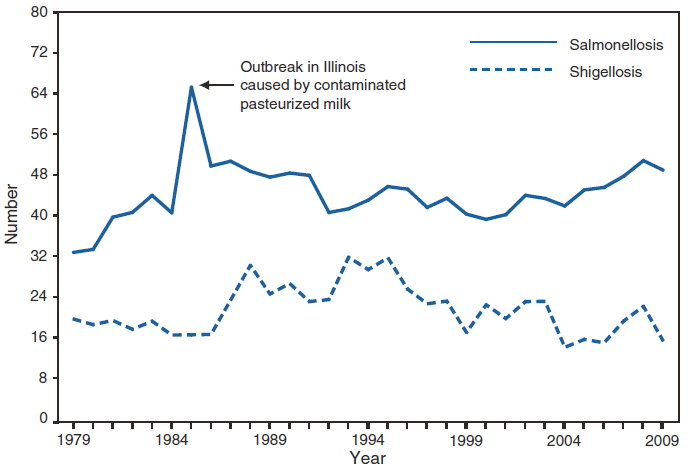 80
72
64
56
48
40
32
24
16
8
0
Number
Salmonellosis
Shigellosis
Outbreak in Illinois
caused by contaminated
pasteurized milk
1979 1984 1989 1994 1999 2004 2009
Year